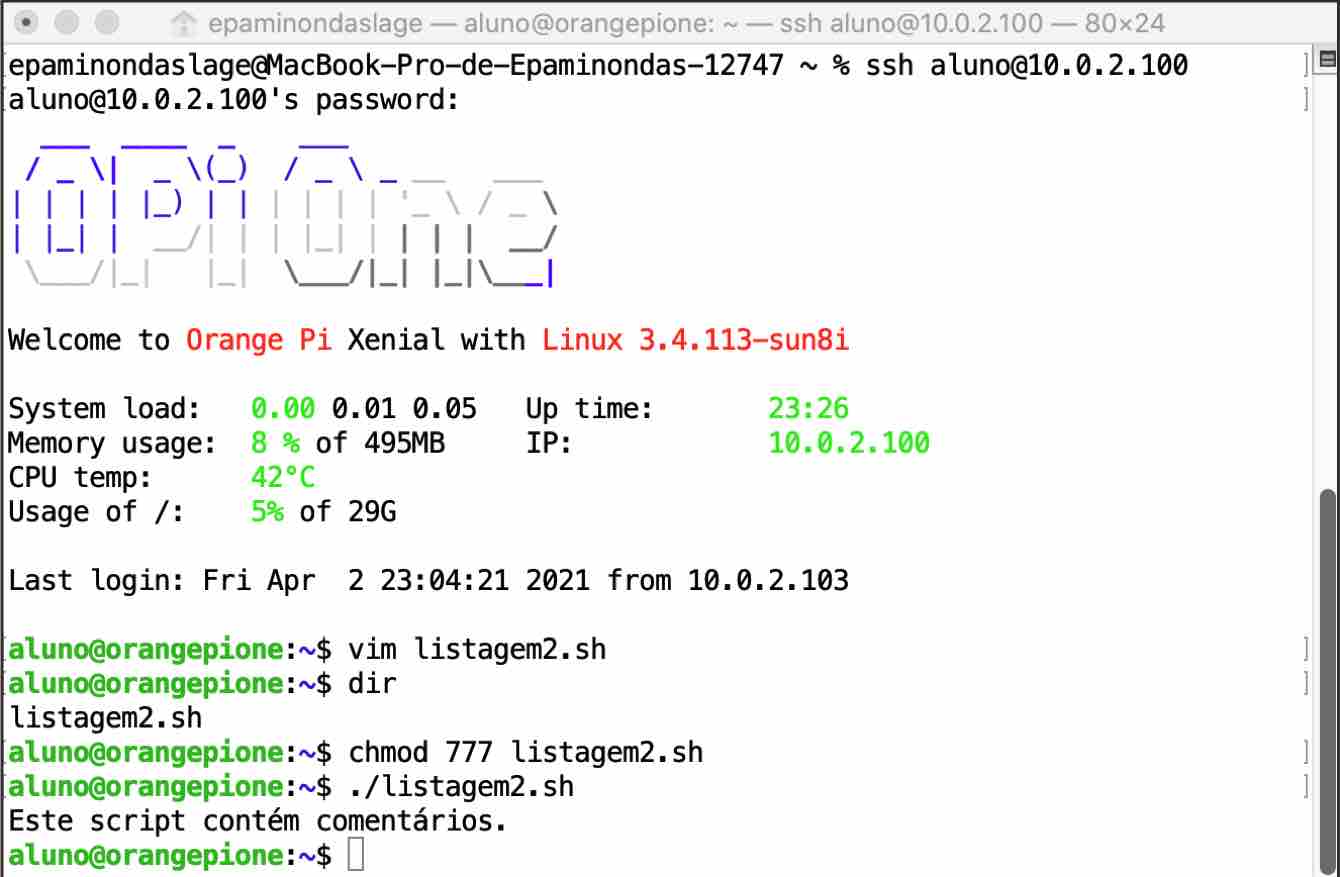 epaminondaslage — aluno@orangepione: ~ — ssh aluno@10.0.2.100 — 80×24
epaminondaslage@MacBook-Pro-de-Epaminondas-12747 ~ % ssh aluno@10.0.2.100
aluno@10.0.2.100's password:
OPi One
Welcome to Orange Pi Xenial with Linux 3.4.113-sun8i
System load:   0.00 0.01 0.05   Up time:       23:26
Memory usage:  8 % of 495MB     IP:            10.0.2.100
CPU temp:      42°C
Usage of /:    5% of 29G
Last login: Fri Apr  2 23:04:21 2021 from 10.0.2.103
aluno@orangepione:~$ vim listagem2.sh
aluno@orangepione:~$ dir
listagem2.sh
aluno@orangepione:~$ chmod 777 listagem2.sh
aluno@orangepione:~$ ./listagem2.sh
Este script contém comentários.
aluno@orangepione:~$